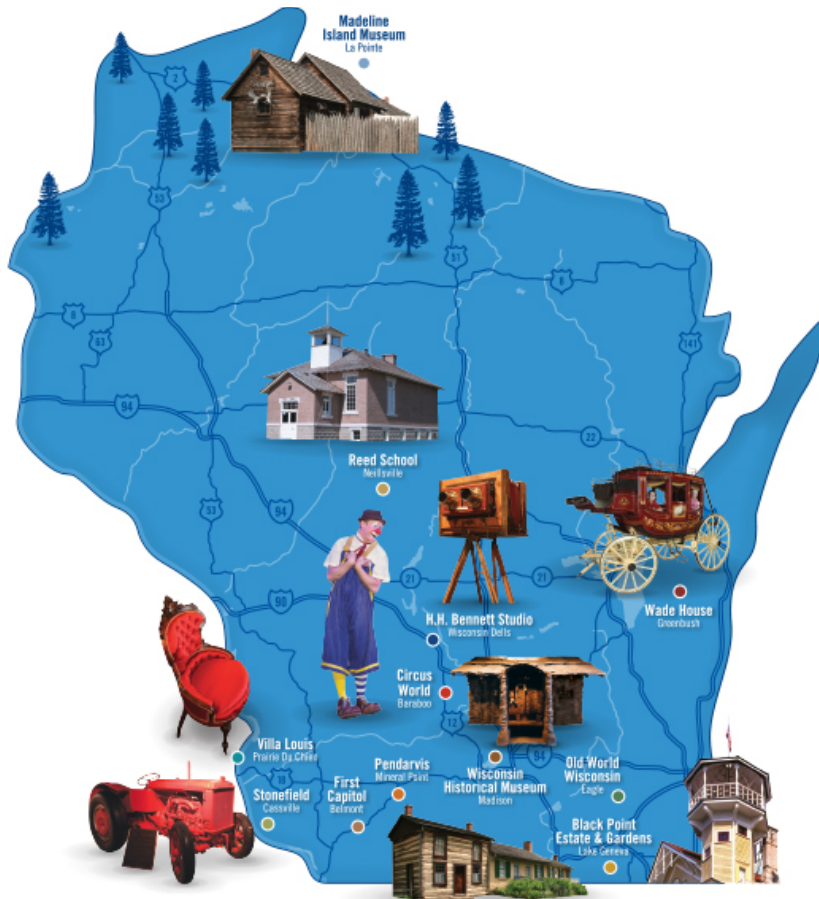 Madeline
Island Museum
La Pointe
2
53
51
8
8
63
141
94
22
Reed School
Neillsville
53
94
21
21
90
Wade House
Greenbush
H.H. Bennett Studio
Wisconsin Dells
Circus
World
Baraboo
12
94
Villa Louis
Prairie Du Chien
18
Stonefield
Cassville
First
Capitol
Belmont
Pendarvis
Mineral Point
Wisconsin
Historical Museum
Madison
Old World
Wisconsin
Eagle
Black Point
Estate & Gardens
Lake Geneva